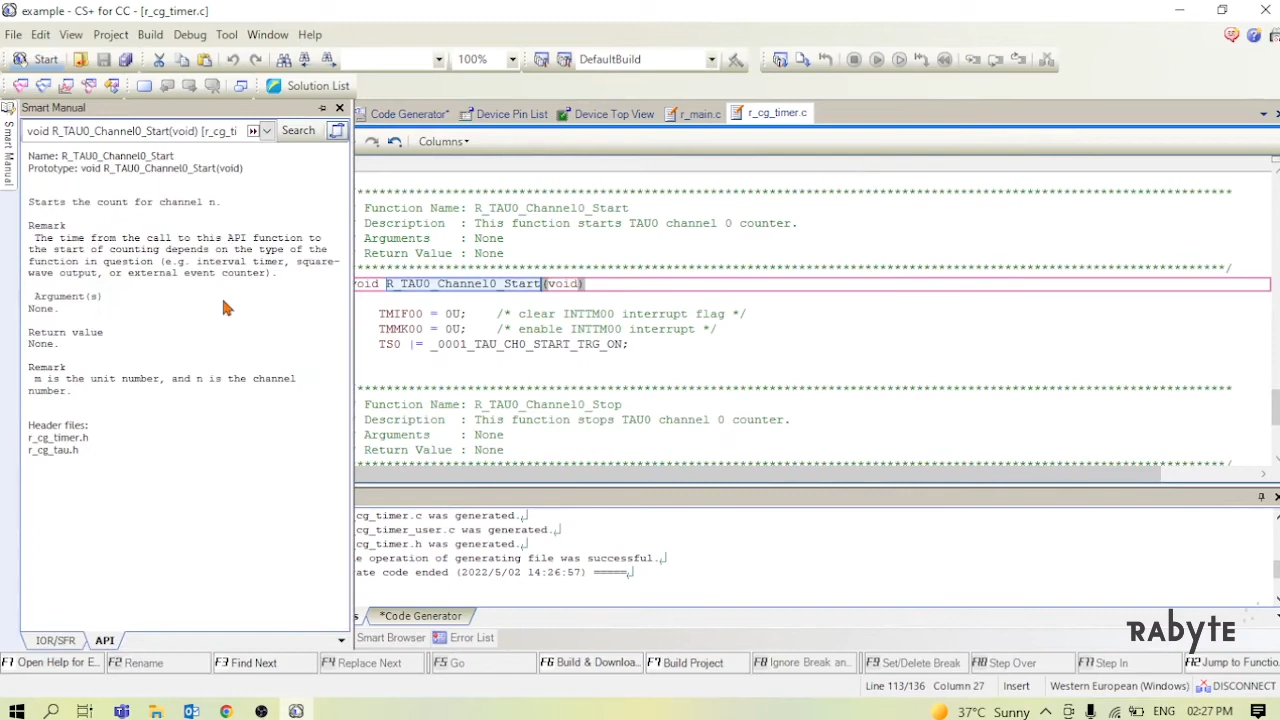 example - CS+ for CC - [r_cg_timer.c]
File Edit View Project Build Debug Tool Window Help
Start 100% DefaultBuild
Solution List
Smart Manual
Code Generator* Device Pin List Device Top View r_main.c r_cg_timer.c
Smart Manual
void R_TAU0_Channel0_Start(void) [r_cg_ti Search
Columns
Name: R_TAU0_Channel0_Start
Prototype: void R_TAU0_Channel0_Start(void)
Starts the count for channel n.
Remark
The time from the call to this API function to
the start of counting depends on the type of the
function in question (e.g. interval timer, square-
wave output, or external event counter).
Argument(s)
None.
Return value
None.
Remark
m is the unit number, and n is the channel
number.
Header files:
r_cg_timer.h
r_cg_tau.h
IOR/SFR API
Function Name: R_TAU0_Channel0_Start
Description : This function starts TAU0 channel 0 counter.
Arguments : None
Return Value : None
oid R_TAU0_Channel0_Start(void)
TMIF00 = 0U; /* clear INTTM00 interrupt flag */
TMMK00 = 0U; /* enable INTTM00 interrupt */
TS0 |= _0001_TAU_CH0_START_TRG_ON;
Function Name: R_TAU0_Channel0_Stop
Description : This function stops TAU0 channel 0 counter.
Arguments : None
Return Value : None
cg_timer.c was generated.
cg_timer_user.c was generated.
cg_timer.h was generated.
e operation of generating file was successful.
ate code ended (2022/5/02 14:26:57) =====
s *Code Generator
Smart Browser Error List
RABYTE
F1 Open Help for E... F2 Rename F3 Find Next F4 Replace Next F5 Go F6 Build & Downloa... F7 Build Project F8 Ignore Break an... F9 Set/Delete Break F10 Step Over F11 Step In F12 Jump to Functio
Line 113/136 Column 27 Insert Western European (Windows) DISCONNECT
37°C Sunny ENG 02:27 PM